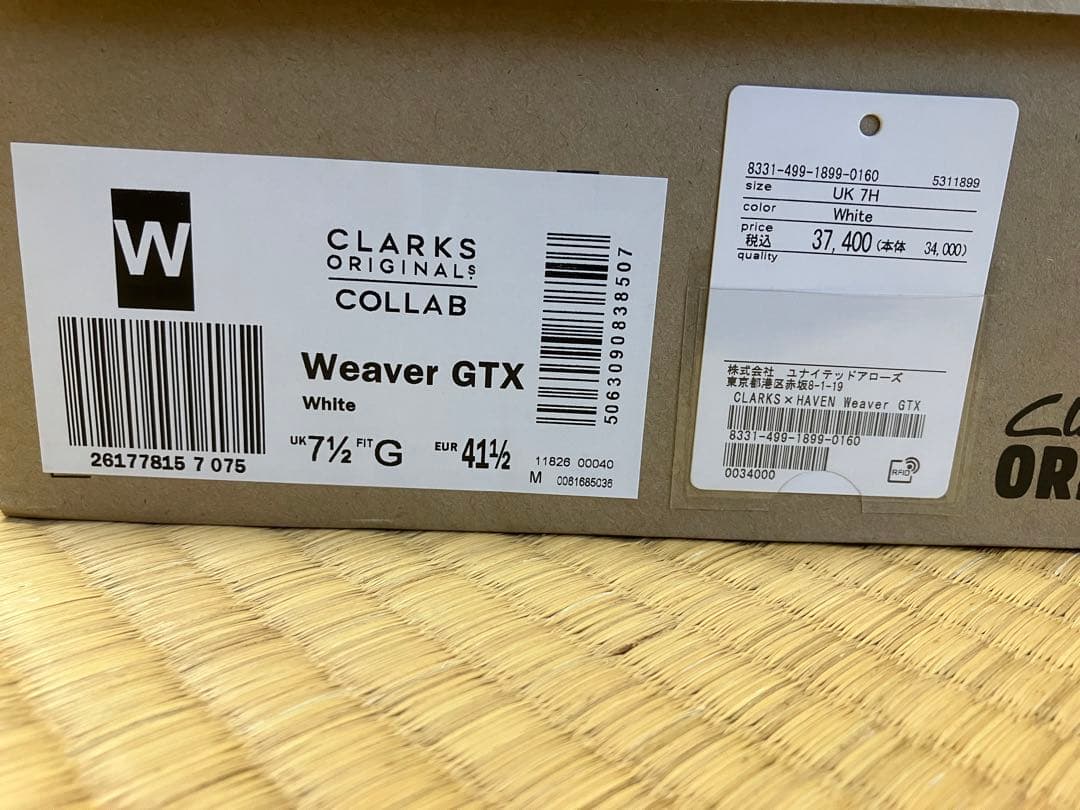 W
CLARKS
ORIGINALS.
COLLAB
Weaver GTX
White
UK 7½ FIT G EUR 41½
26177815 7 075
5063090838507
11826 00040
M 0061685036
8331-499-1899-0160 5311899
size UK 7H
color White
price
税込 37,400 (本体 34,000)
quality
株式会社 ユナイテッドアローズ
東京都港区赤坂8-1-19
CLARKS×HAVEN Weaver GTX
8331-499-1899-0160
0034000
RFID